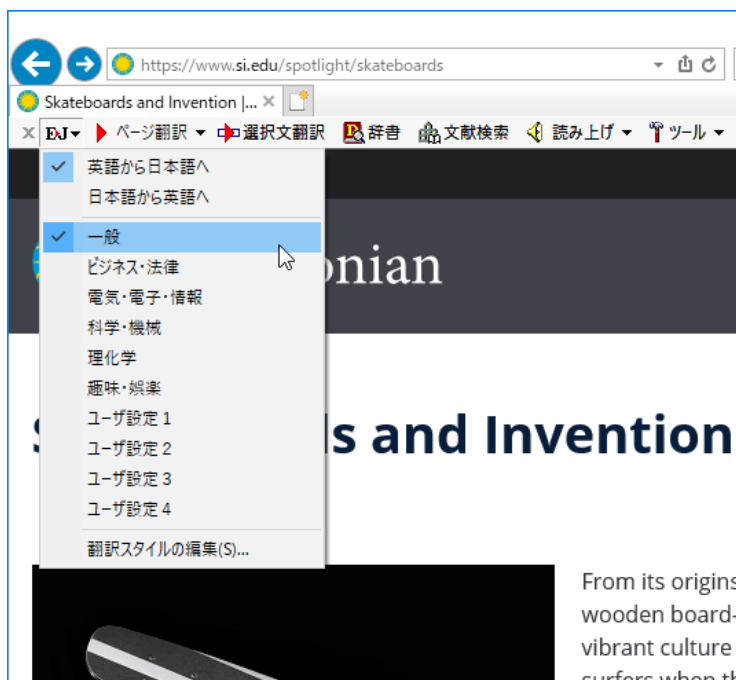 https://www.si.edu/spotlight/skateboards
Skateboards and Invention |...
EJ ページ翻訳 選択文翻訳 辞書 文献検索 読み上げ ツール
英語から日本語へ
日本語から英語へ
一般
ビジネス・法律
電気・電子・情報
科学・機械
理化学
趣味・娯楽
ユーザ設定 1
ユーザ設定 2
ユーザ設定 3
ユーザ設定 4
翻訳スタイルの編集(S)...
onian
s and Invention
From its origins
wooden board-
vibrant culture
surfers when th